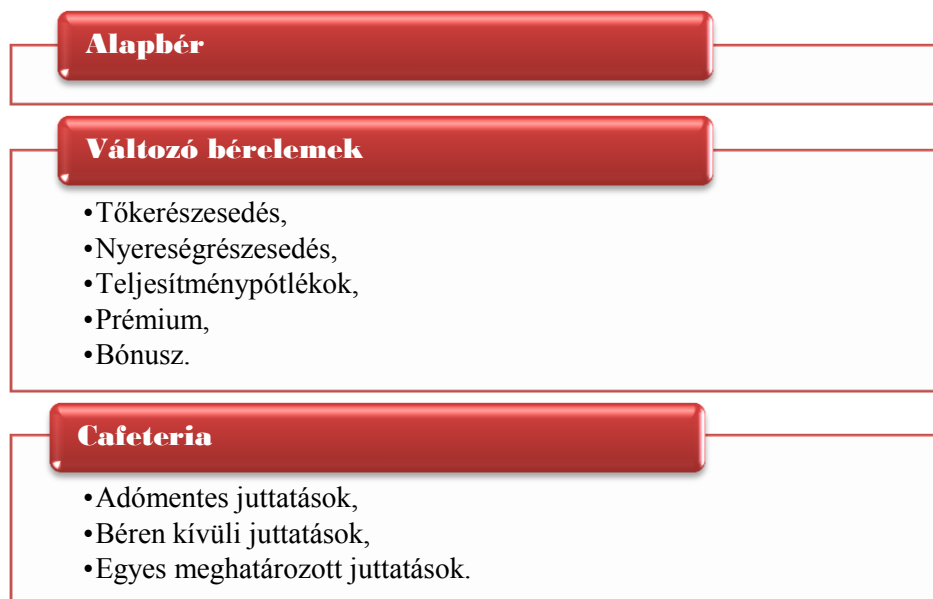 Alapbér
Változó bérelemek
•Tőkerészesedés,
•Nyereségrészesedés,
•Teljesítménypótlékok,
•Prémium,
•Bónusz.
Cafeteria
•Adómentes juttatások,
•Béren kívüli juttatások,
•Egyes meghatározott juttatások.